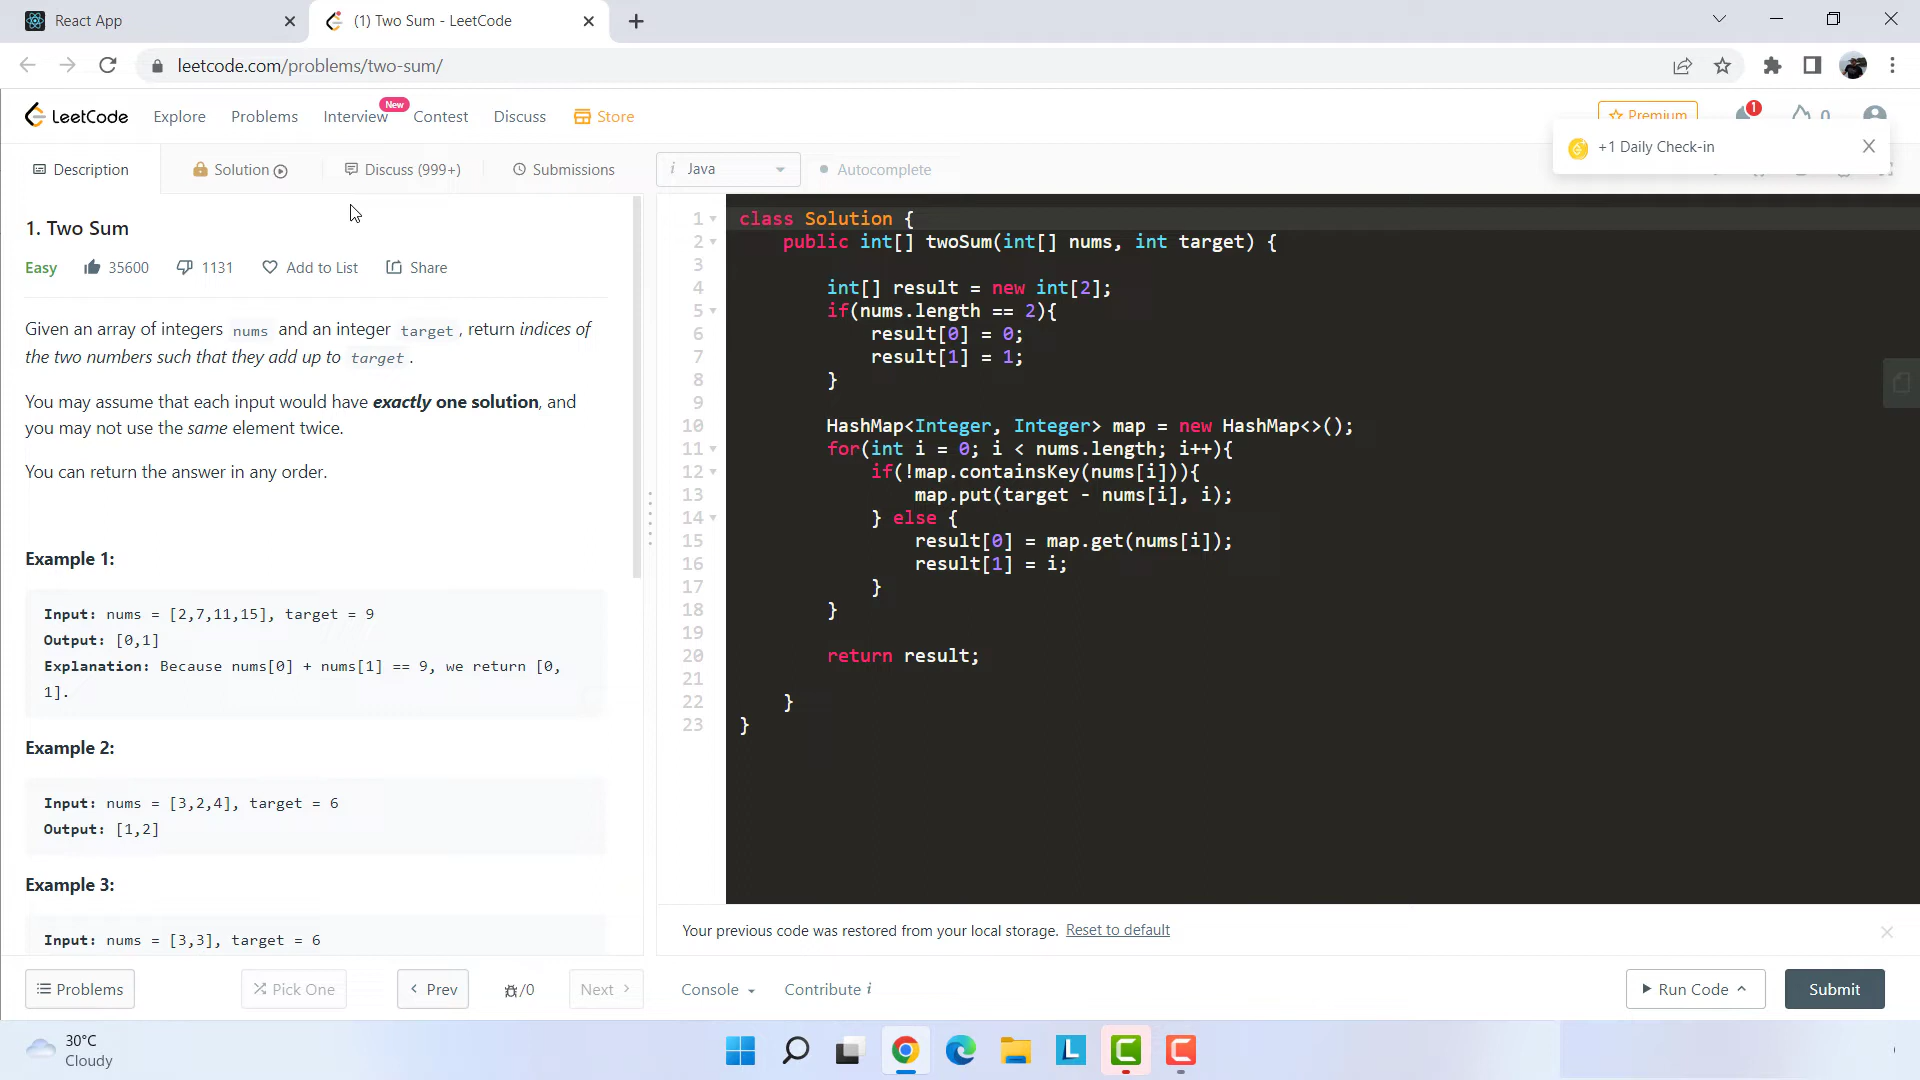 React App
(1) Two Sum - LeetCode
leetcode.com/problems/two-sum/
LeetCode
Explore
Problems
Interview
New
Contest
Discuss
Store
Premium
1
0
+1 Daily Check-in
X
Description
Solution
Discuss (999+)
Submissions
i Java
Autocomplete
1. Two Sum
Easy
35600
1131
Add to List
Share
Given an array of integers nums and an integer target, return indices of
the two numbers such that they add up to target.
You may assume that each input would have exactly one solution, and
you may not use the same element twice.
You can return the answer in any order.
Example 1:
Input: nums = [2,7,11,15], target = 9
Output: [0,1]
Explanation: Because nums[0] + nums[1] == 9, we return [0,
1].
Example 2:
Input: nums = [3,2,4], target = 6
Output: [1,2]
Example 3:
Input: nums = [3,3], target = 6
1 class Solution {
2 public int[] twoSum(int[] nums, int target) {
3
4 int[] result = new int[2];
5 if(nums.length == 2){
6 result[0] = 0;
7 result[1] = 1;
8 }
9
10 HashMap<Integer, Integer> map = new HashMap<>();
11 for(int i = 0; i < nums.length; i++){
12 if(!map.containsKey(nums[i])){
13 map.put(target - nums[i], i);
14 } else {
15 result[0] = map.get(nums[i]);
16 result[1] = i;
17 }
18 }
19
20 return result;
21
22 }
23 }
Your previous code was restored from your local storage. Reset to default
Problems
Pick One
Prev
/0
Next
Console
Contribute i
Run Code
Submit
30°C
Cloudy